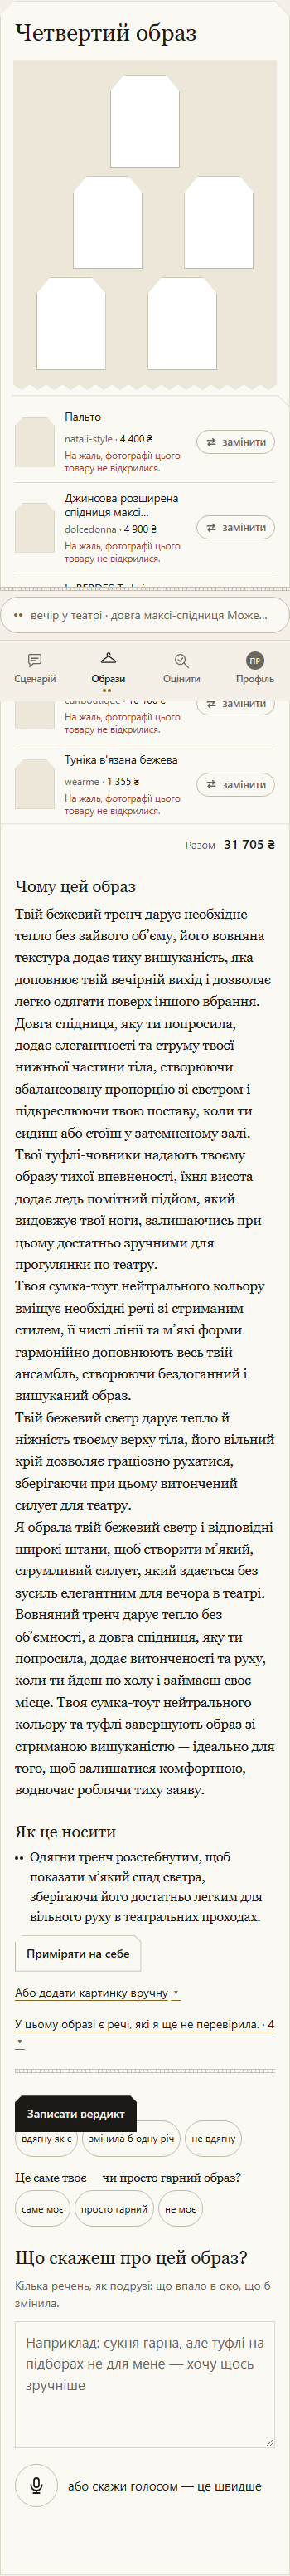 Четвертий образ
Пальто
natali-style · 4 400 ₴
На жаль, фотографії цього
товару не відкрилися.
замінити
Джинсова розширена
спідниця максі...
dolcedonna · 4 900 ₴
На жаль, фотографії цього
товару не відкрилися.
замінити
вечір у театрі · довга максі-спідниця Може...
Сценарій
Образи
Оцінити
ПР
Профіль
На жаль, фотографії цього
товару не відкрилися.
замінити
Туніка в'язана бежева
wearme · 1 355 ₴
На жаль, фотографії цього
товару не відкрилися.
замінити
Разом 31 705 ₴
Чому цей образ
Твій бежевий тренч дарує необхідне
тепло без зайвого об’єму, його вовняна
текстура додає тиху вишуканість, яка
доповнює твій вечірній вихід і дозволяє
легко одягати поверх іншого вбрання.
Довга спідниця, яку ти попросила,
додає елегантності та струму твоєї
нижньої частини тіла, створюючи
збалансовану пропорцію зі светром і
підкреслюючи твою поставу, коли ти
сидиш або стоїш у затемненому залі.
Твої туфлі-човники надають твоєму
образу тихої впевненості, їхня висота
додає ледь помітний підйом, який
видовжує твої ноги, залишаючись при
цьому достатньо зручними для
прогулянки по театру.
Твоя сумка-тоут нейтрального кольору
вміщує необхідні речі зі стриманим
стилем, її чисті лінії та м’які форми
гармонійно доповнюють весь твій
ансамбль, створюючи бездоганний і
вишуканий образ.
Твій бежевий светр дарує тепло й
ніжність твоєму верху тіла, його вільний
крій дозволяє граціозно рухатися,
зберігаючи при цьому витончений
силует для театру.
Я обрала твій бежевий светр і відповідні
широкі штани, щоб створити м’який,
струмливий силует, який здається без
зусиль елегантним для вечора в театрі.
Вовняний тренч дарує тепло без
об’ємності, а довга спідниця, яку ти
попросила, додає витонченості та руху,
коли ти йдеш по холу і займаєш своє
місце. Твоя сумка-тоут нейтрального
кольору та туфлі завершують образ зі
стриманою вишуканістю — ідеально для
того, щоб залишатися комфортною,
водночас роблячи тиху заяву.
Як це носити
Одягни тренч розстебнутим, щоб
показати м’який спад светра,
зберігаючи його достатньо легким для
вільного руху в театральних проходах.
Приміряти на себе
Або додати картинку вручну
У цьому образі є речі, які я ще не перевірила. · 4
Записати вердикт
вдягну як є
змінила б одну річ
не вдягну
Це саме твоє — чи просто гарний образ?
саме моє
просто гарний
не моє
Що скажеш про цей образ?
Кілька речень, як подрузі: що впало в око, що б
змінила.
Наприклад: сукня гарна, але туфлі на
підборах не для мене — хочу щось
зручніше
або скажи голосом — це швидше